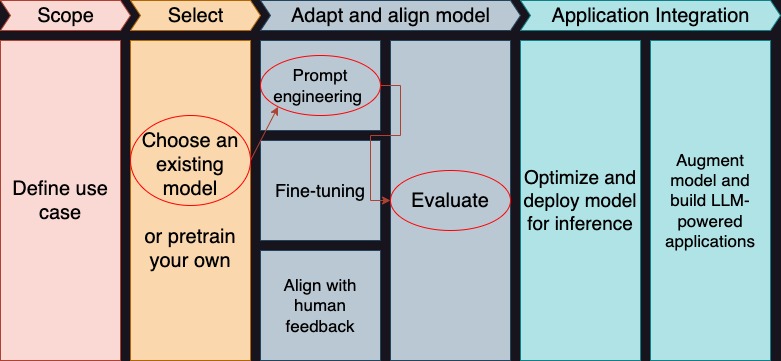 Scope
Select
Adapt and align model
Application Integration
Define use
case
Choose an
existing
model
or pretrain
your own
Prompt
engineering
Fine-tuning
Align with
human
feedback
Evaluate
Optimize and
deploy model
for inference
Augment
model and
build LLM-
powered
applications